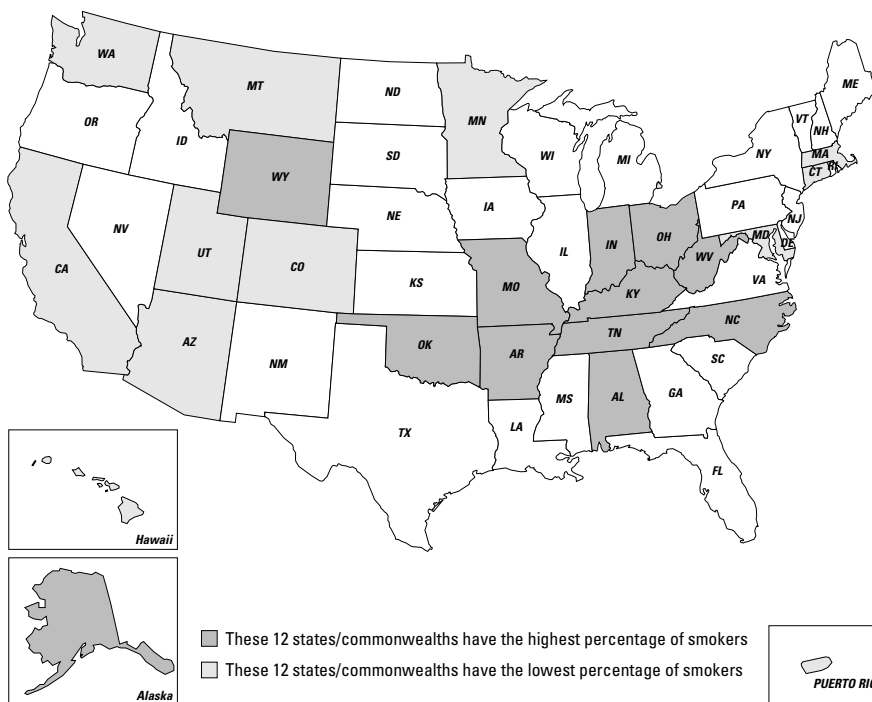 WA
MT
ND
ME
OR
MN
VT
ID
NH
SD
WI
NY
MA
WY
MI
CT
RI
IA
PA
NE
NJ
NV
OH
MD
DE
IN
UT
IL
WV
CO
CA
VA
KS
MO
KY
NC
TN
AZ
OK
AR
NM
SC
MS
AL
GA
LA
TX
FL
Hawaii
These 12 states/commonwealths have the highest percentage of smokers
These 12 states/commonwealths have the lowest percentage of smokers
PUERTO RIC
Alaska